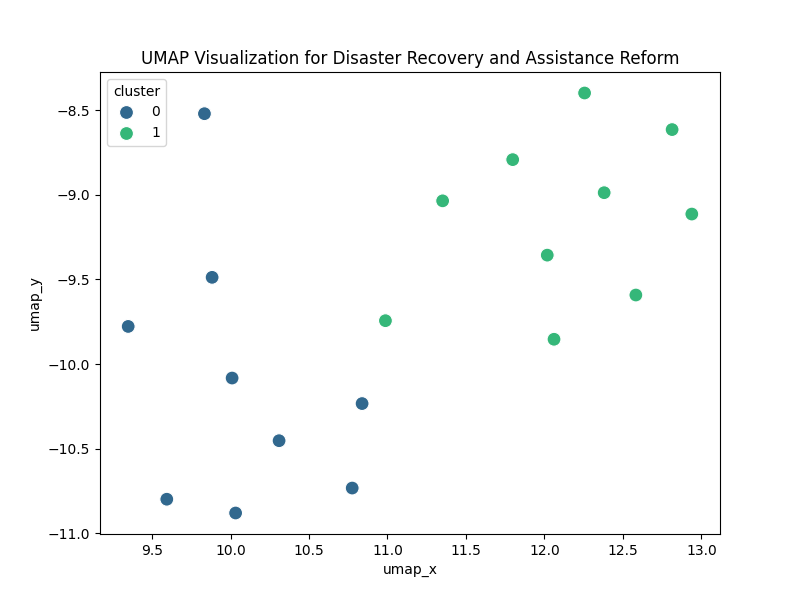 UMAP Visualization for Disaster Recovery and Assistance Reform
cluster
0
1
−8.5
−9.0
−9.5
−10.0
−10.5
−11.0
umap_y
9.5 10.0 10.5 11.0 11.5 12.0 12.5 13.0
umap_x